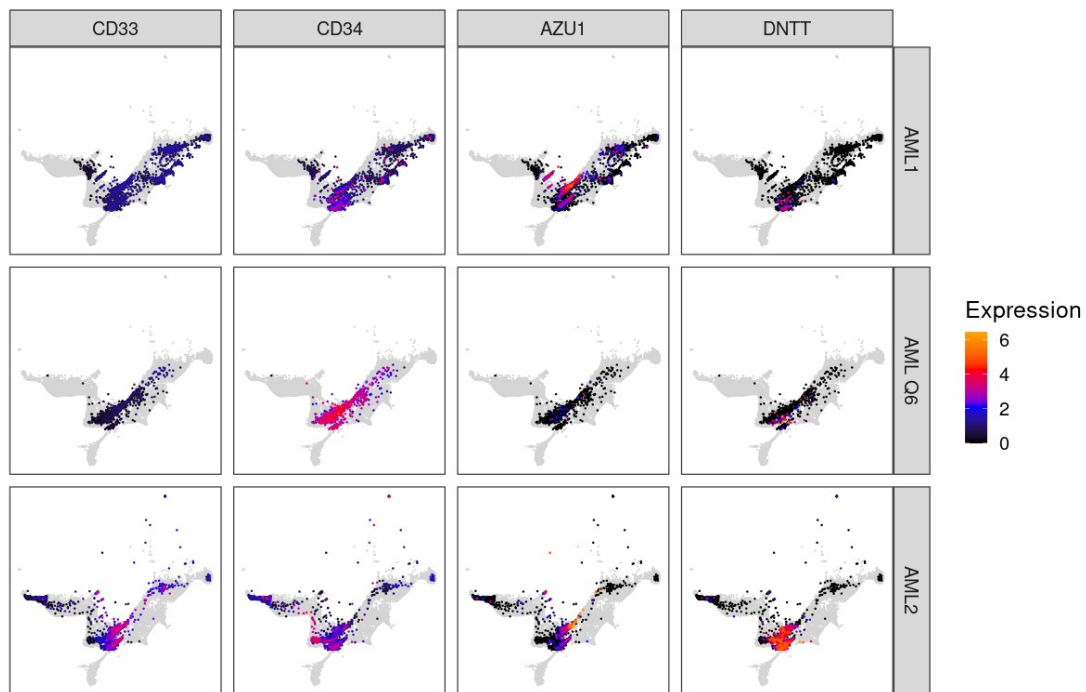 CD33 CD34 AZU1 DNTT
AML1
AML Q6
AML2
Expression
6
4
2
0